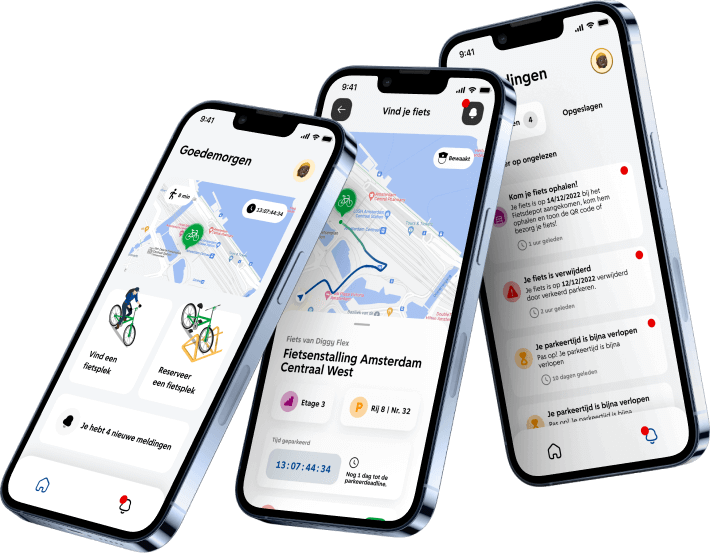 9:41
Goedemorgen
8 min
13:07:44:34
Vind een
fietsplek
Reserveer
een fietsplek
Je hebt 4 nieuwe meldingen
9:41
Vind je fiets
Bewaakt
Amsterdam Centraal
Fiets van Diggy Flex
Fietsenstalling Amsterdam
Centraal West
Etage 3
Rij 8 | Nr. 32
Tijd geparkeerd
13:07:44:34
Nog 1 dag tot de
parkeerdeadline.
9:41
dingen
en 4
Opgeslagen
er op ongelezen
Kom je fiets ophalen!
Je fiets is op 14/12/2022 bij het
Fietsdepot aangekomen, kom hem
ophalen en toon de QR code of
bezorg je fiets!
1 uur geleden
Je fiets is verwijderd
Je fiets is op 12/12/2022 verwijderd
door verkeerd parkeren.
2 uur geleden
Je parkeertijd is bijna verlopen
Pas op! Je parkeertijd is bijna
verlopen
10 dagen geleden
Je parkeertijd is bijna verlopen
Pas op! Je parkeertijd is bijna